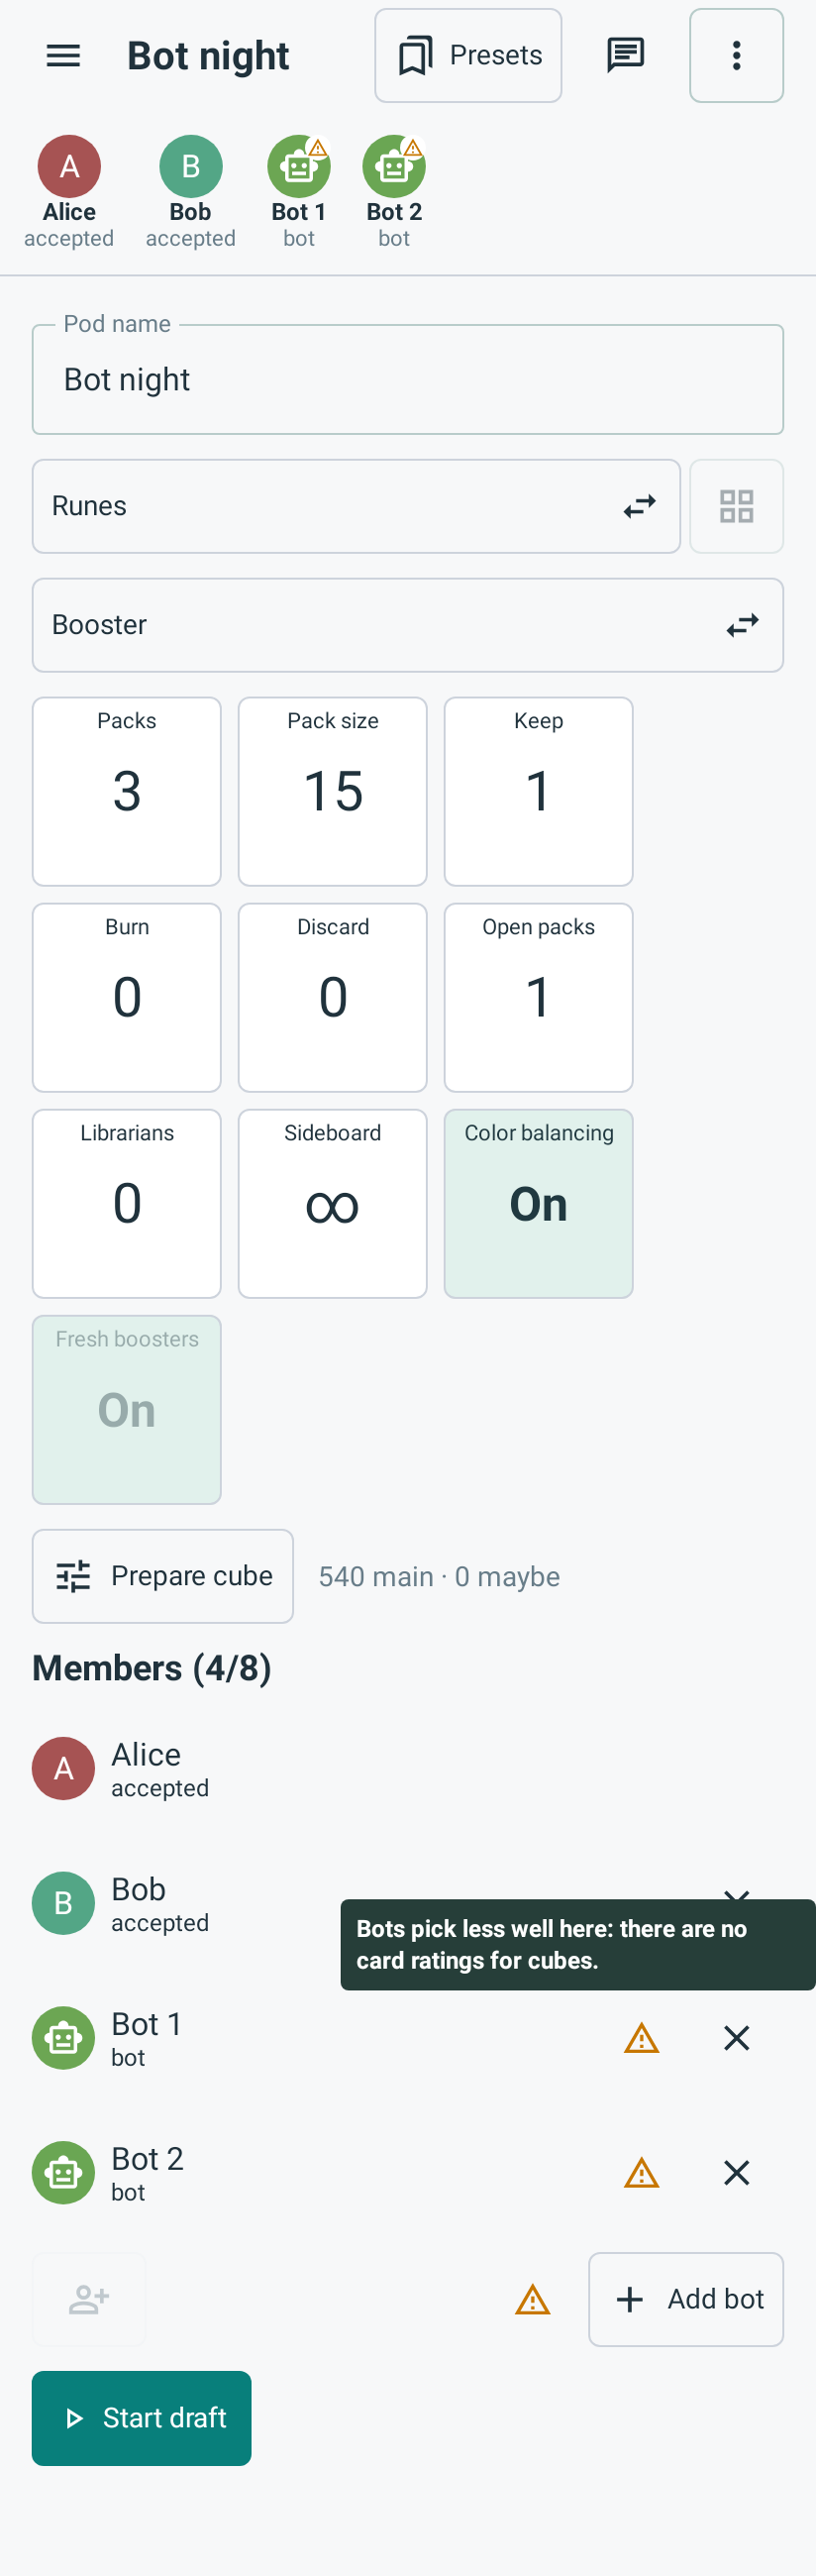 Bot night
Presets
A
B
Alice
Bob
Bot 1
Bot 2
accepted
accepted
bot
bot
Pod name
Bot night
Runes
Booster
Packs
Pack size
Keep
3
15
1
Burn
Discard
Open packs
0
0
1
Librarians
Sideboard
Color balancing
0
∞
On
Fresh boosters
On
Prepare cube
540 main · 0 maybe
Members (4/8)
A
Alice
accepted
B
Bob
accepted
Bots pick less well here: there are no
card ratings for cubes.
Bot 1
bot
Bot 2
bot
Add bot
Start draft